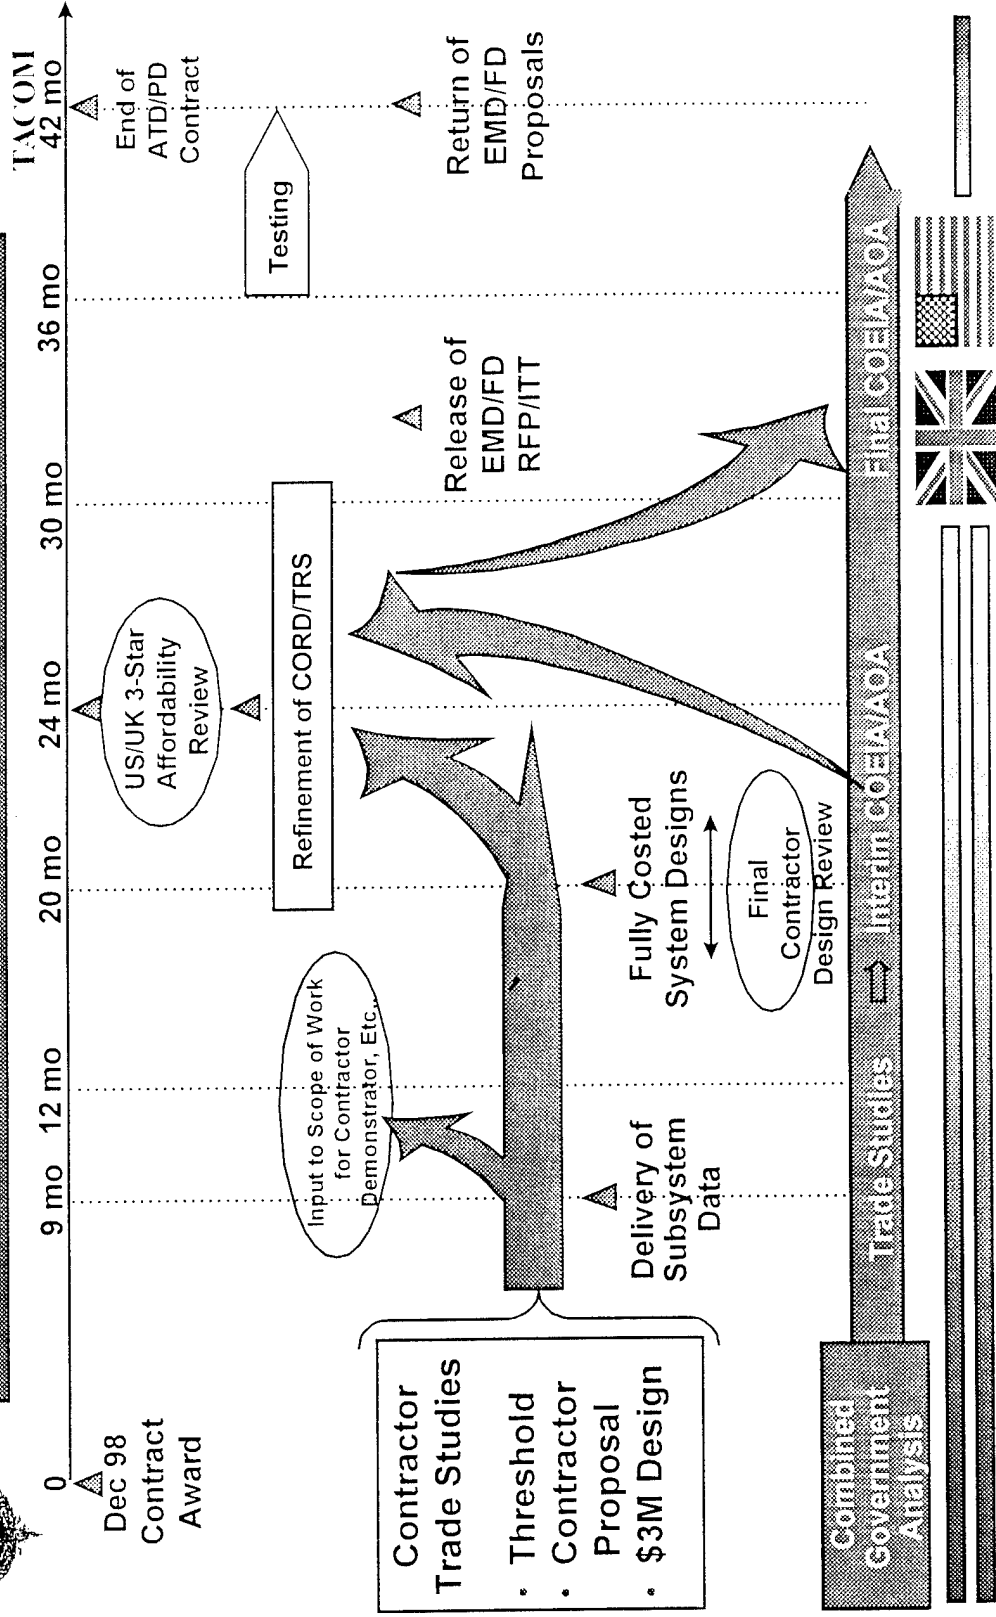 TACOM
0
9 mo
12 mo
20 mo
24 mo
30 mo
36 mo
42 mo
Dec 98
Contract
Award
US/UK 3-Star
Affordability
Review
End of
ATD/PD
Contract
Input to Scope of Work
for Contractor
Demonstrator, Etc..
Refinement of CORD/TRS
Testing
Release of
EMD/FD
RFP/ITT
Return of
EMD/FD
Proposals
Contractor
Trade Studies
• Threshold
• Contractor
Proposal
• $3M Design
Delivery of
Subsystem
Data
Fully Costed
System Designs
Final
Contractor
Design Review
Combined
Government
Analysis
Trade Studies
Interim COEIA/AOA
Final COEIA/AOA